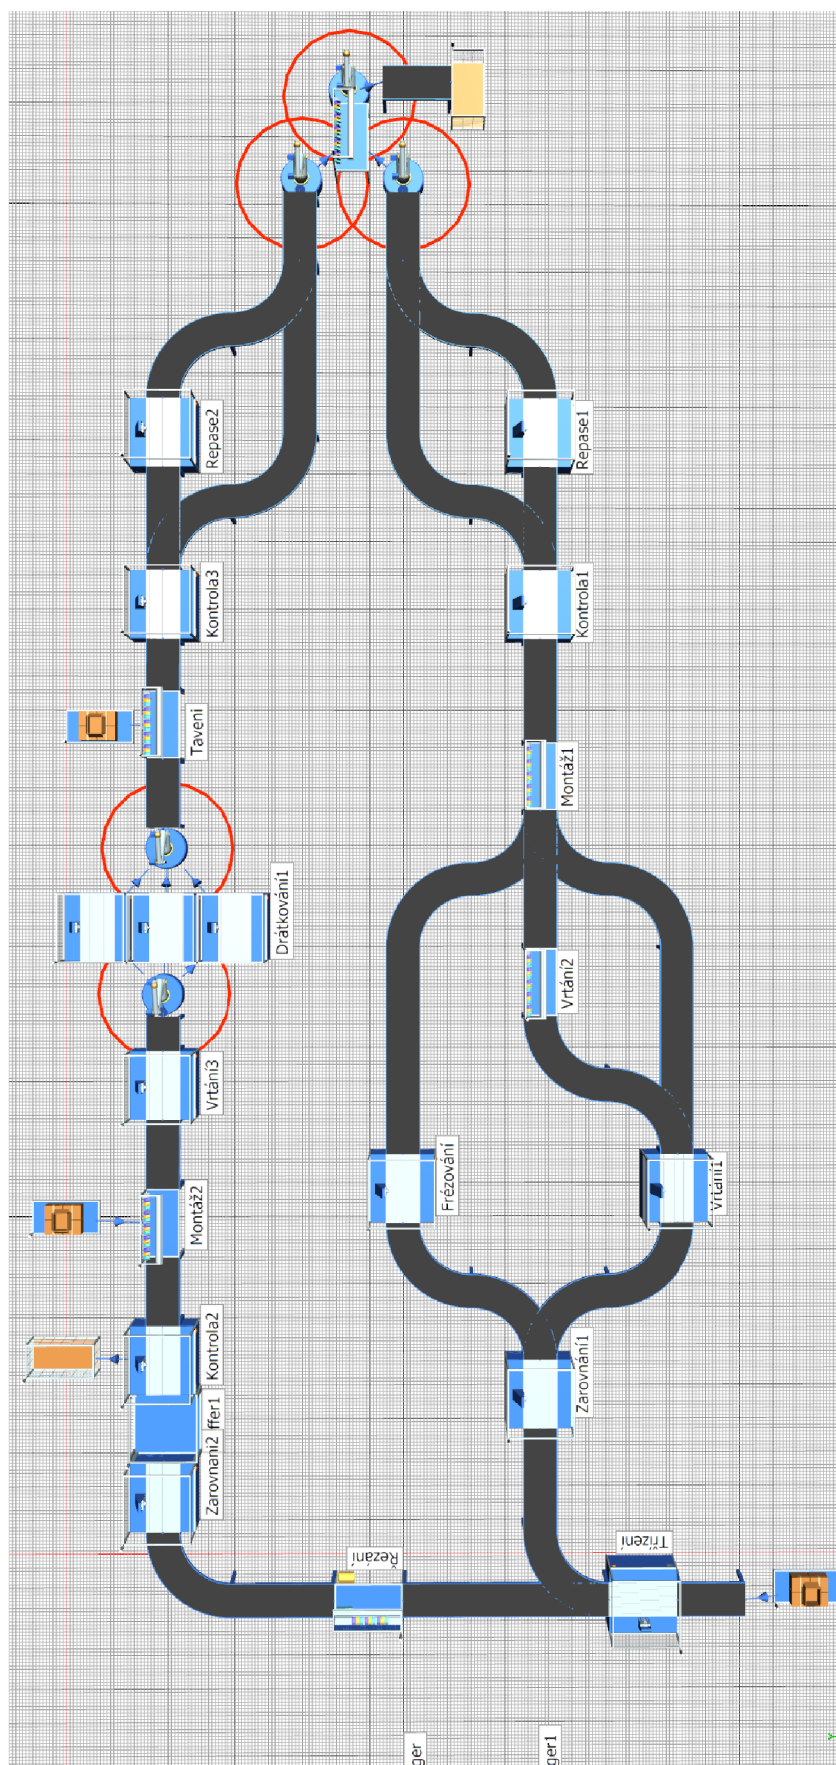 Repase2
Repase1
Kontrola3
Kontrola1
Taveni
Montáž1
Drátkování1
Vrtání2
Vrtání3
Frézování
Vrtání1
Montáž2
Kontrola2
ffer1
Zarovnání1
Zarovnani2
Třízení
Řezání
ger
ger1
Y